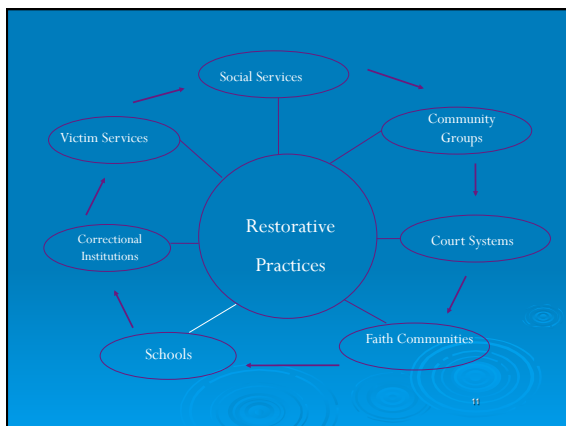 Social Services
Community
Groups
Victim Services
Restorative
Practices
Court Systems
Correctional
Institutions
Faith Communities
Schools
11